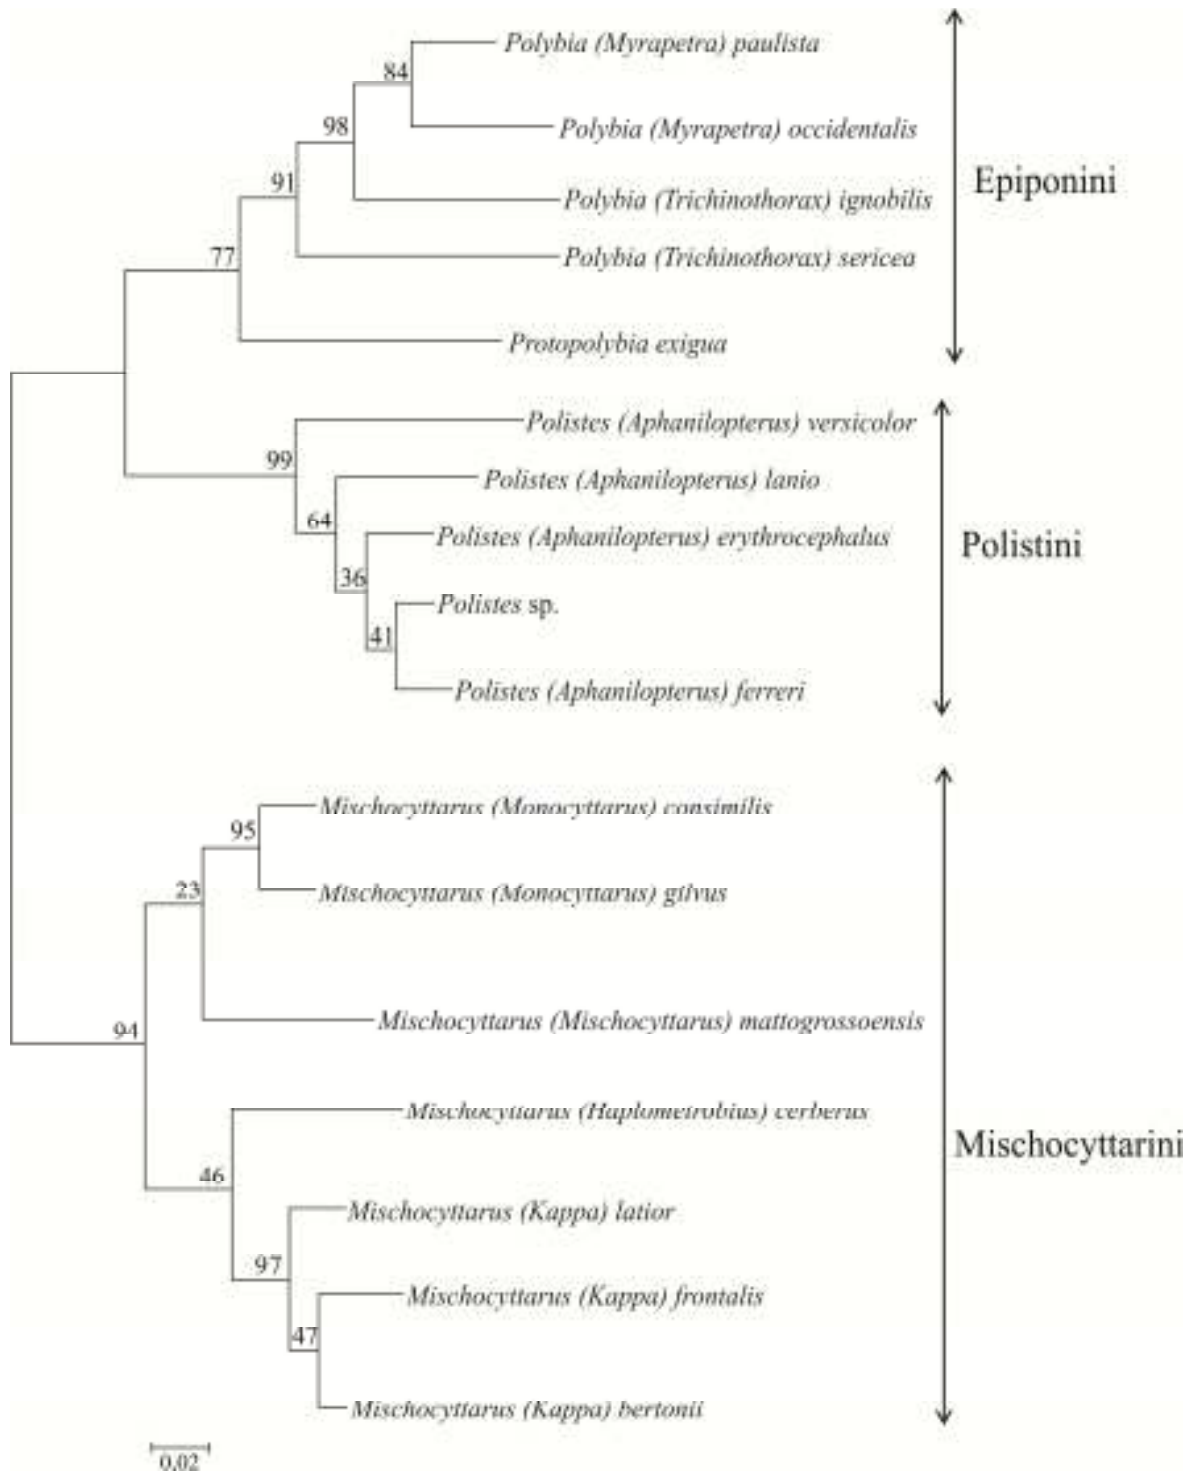 Polybia (Myrapetra) paulista
84
Polybia (Myrapetra) occidentalis
98
Epiponini
91
Polybia (Trichinothorax) ignobilis
77
Polybia (Trichinothorax) sericea
Protopolybia exigua
Polistes (Aphanilopterus) versicolor
99
Polistes (Aphanilopterus) lanio
64
Polistes (Aphanilopterus) erythrocephalus
Polistini
36
Polistes sp.
41
Polistes (Aphanilopterus) ferreri
Mischocyttarus (Monocyttarus) consimilis
95
23
Mischocyttarus (Monocyttarus) gilvus
Mischocyttarus (Mischocyttarus) mattogrossoensis
94
Mischocyttarus (Haplometrobius) cerberus
Mischocyttarini
46
Mischocyttarus (Kappa) latior
97
Mischocyttarus (Kappa) frontalis
47
Mischocyttarus (Kappa) bertonii
0,02